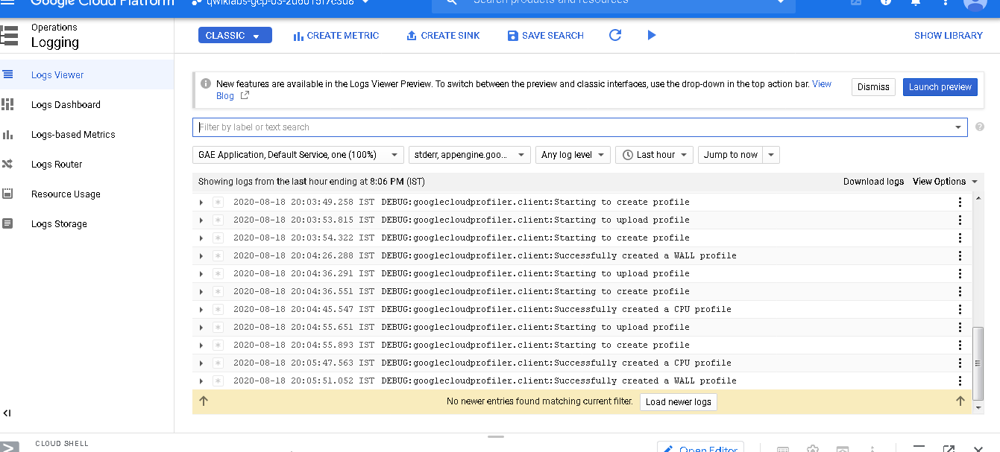 Google Cloud Platform
qwiklabs-gcp-03-2d6015f7c3d8
Search products and resources
Operations
Logging
CLASSIC
CREATE METRIC
CREATE SINK
SAVE SEARCH
SHOW LIBRARY
Logs Viewer
Logs Dashboard
Logs-based Metrics
Logs Router
Resource Usage
Logs Storage
New features are available in the Logs Viewer Preview. To switch between the preview and classic interfaces, use the drop-down in the top action bar. View
Blog
Dismiss
Launch preview
Filter by label or text search
GAE Application, Default Service, one (100%)
stderr, appengine.goo...
Any log level
Last hour
Jump to now
Showing logs from the last hour ending at 8:06 PM (IST)
Download logs
View Options
2020-08-18 20:03:49.258 IST DEBUG:googlecloudprofiler.client:Starting to create profile
2020-08-18 20:03:53.815 IST DEBUG:googlecloudprofiler.client:Starting to upload profile
2020-08-18 20:03:54.322 IST DEBUG:googlecloudprofiler.client:Starting to create profile
2020-08-18 20:04:26.288 IST DEBUG:googlecloudprofiler.client:Successfully created a WALL profile
2020-08-18 20:04:36.291 IST DEBUG:googlecloudprofiler.client:Starting to upload profile
2020-08-18 20:04:36.551 IST DEBUG:googlecloudprofiler.client:Starting to create profile
2020-08-18 20:04:45.547 IST DEBUG:googlecloudprofiler.client:Successfully created a CPU profile
2020-08-18 20:04:55.651 IST DEBUG:googlecloudprofiler.client:Starting to upload profile
2020-08-18 20:04:55.893 IST DEBUG:googlecloudprofiler.client:Starting to create profile
2020-08-18 20:05:47.563 IST DEBUG:googlecloudprofiler.client:Successfully created a CPU profile
2020-08-18 20:05:51.052 IST DEBUG:googlecloudprofiler.client:Successfully created a WALL profile
No newer entries found matching current filter.
Load newer logs
CLOUD SHELL
Open Editor